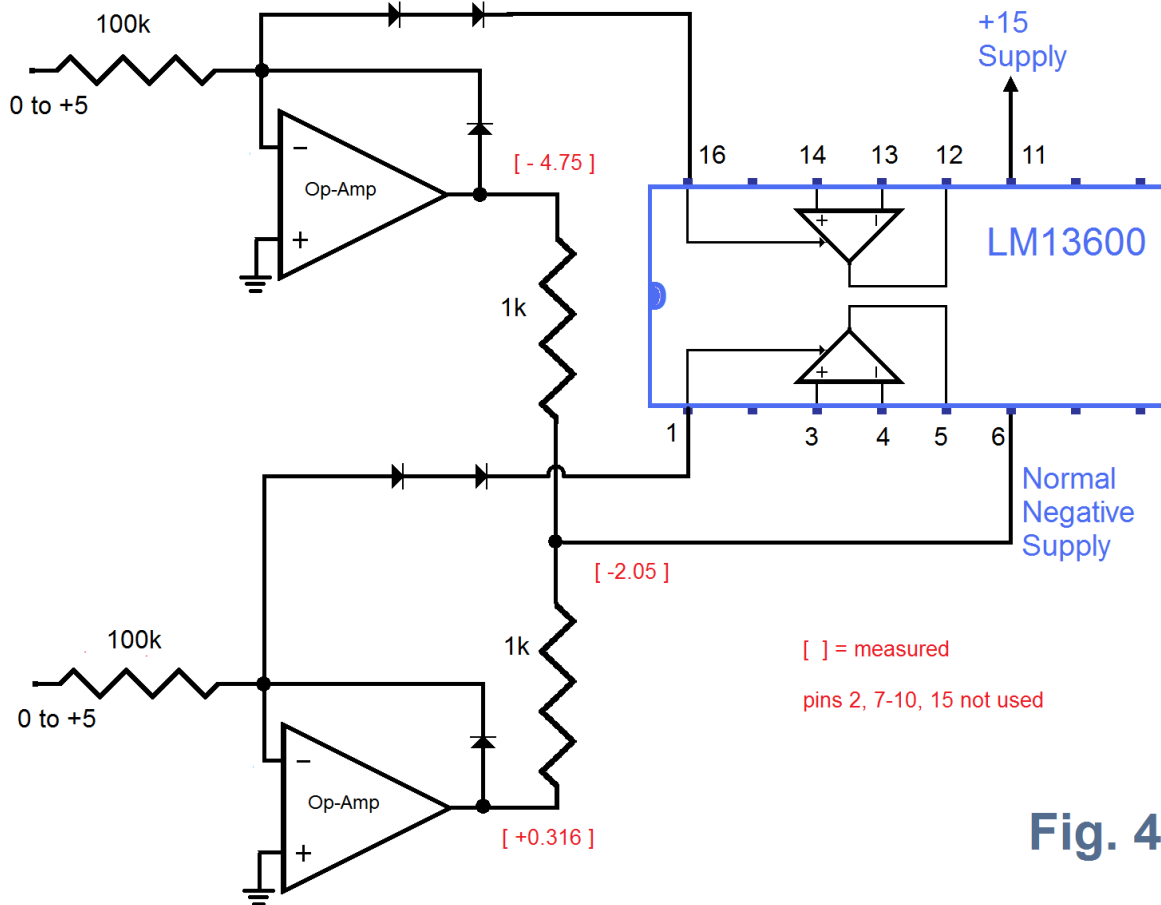 100k
0 to +5
−
Op-Amp
+
[ - 4.75 ]
1k
+15
Supply
16
14
13
12
11
+
−
LM13600
+
−
1
3
4
5
6
Normal
Negative
Supply
[ -2.05 ]
100k
0 to +5
−
Op-Amp
+
1k
[ +0.316 ]
[ ] = measured
pins 2, 7-10, 15 not used
Fig. 4